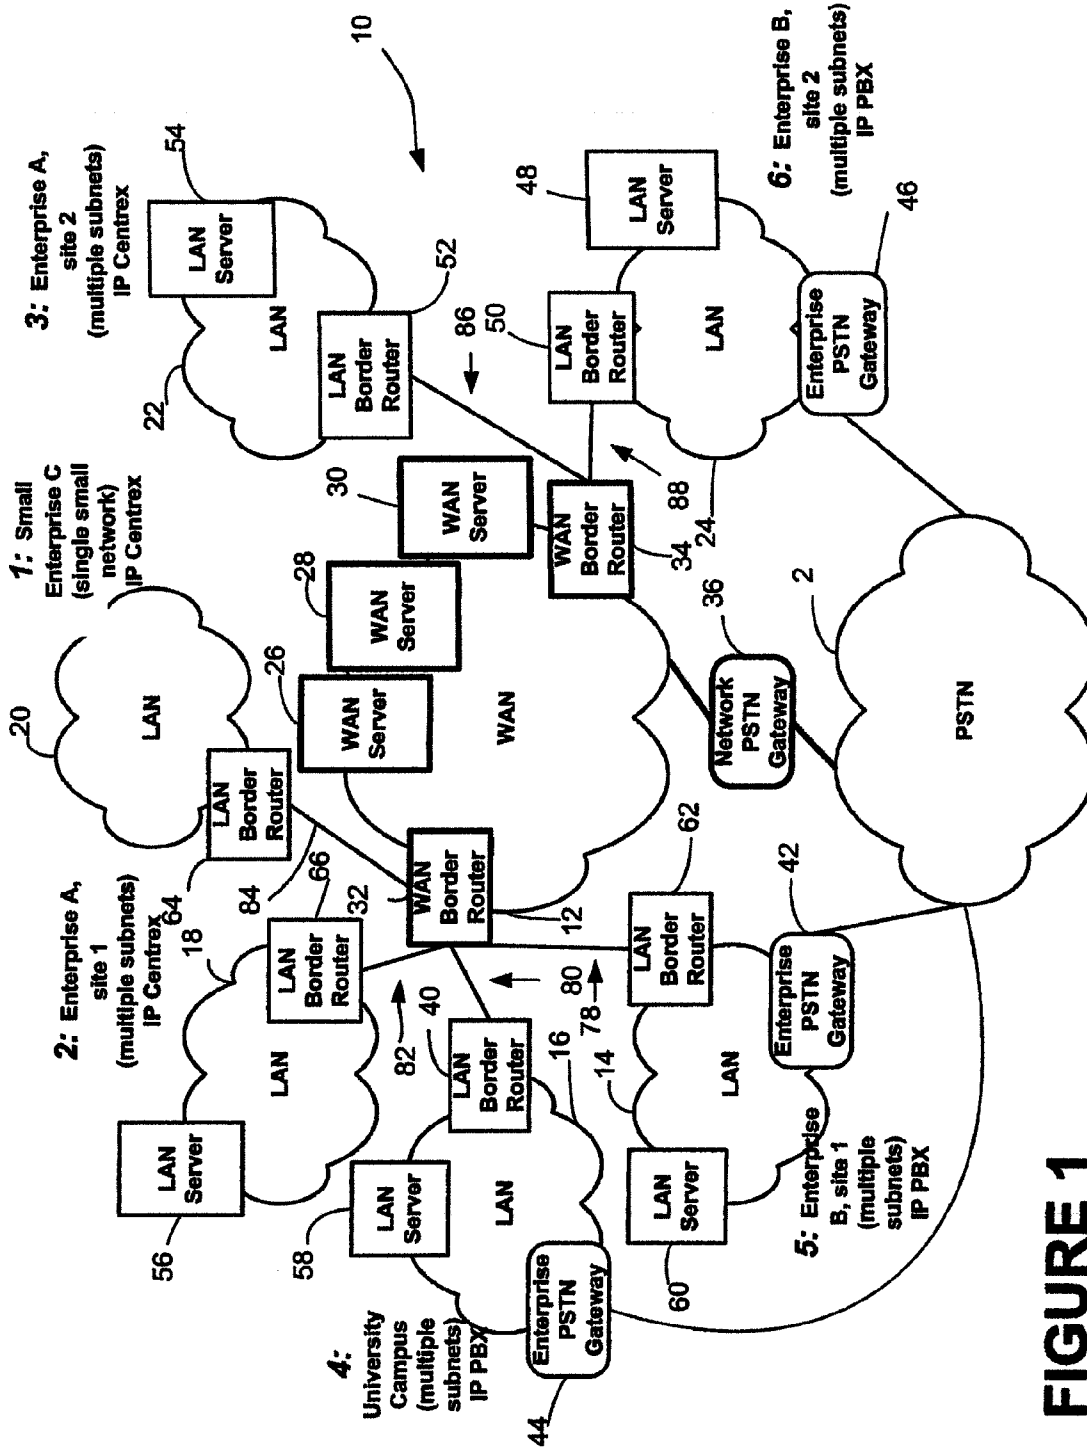 10
3: Enterprise A,
site 2
(multiple subnets)
IP Centrex
54
LAN
Server
LAN
22
LAN
Border
Router
52
86
1: Small
Enterprise C
(single small
network)
IP Centrex
20
LAN
LAN
Border
Router
64
84
2: Enterprise A,
site 1
(multiple subnets)
IP Centrex
18
66
LAN
Border
Router
LAN
LAN
Server
56
82
26
WAN
Server
28
WAN
Server
30
WAN
Server
WAN
32
WAN
Border
Router
12
WAN
Border
Router
34
88
4:
University
Campus
(multiple
subnets)
IP PBX
58
LAN
Server
LAN
40
LAN
Border
Router
80
16
Enterprise
PSTN
Gateway
44
78
62
LAN
Border
Router
14
LAN
LAN
Server
60
Enterprise
PSTN
Gateway
42
5: Enterprise
B, site 1
(multiple
subnets)
IP PBX
6: Enterprise B,
site 2
(multiple subnets)
IP PBX
48
LAN
Server
50
LAN
Border
Router
LAN
24
Enterprise
PSTN
Gateway
46
36
Network
PSTN
Gateway
2
PSTN
FIGURE 1